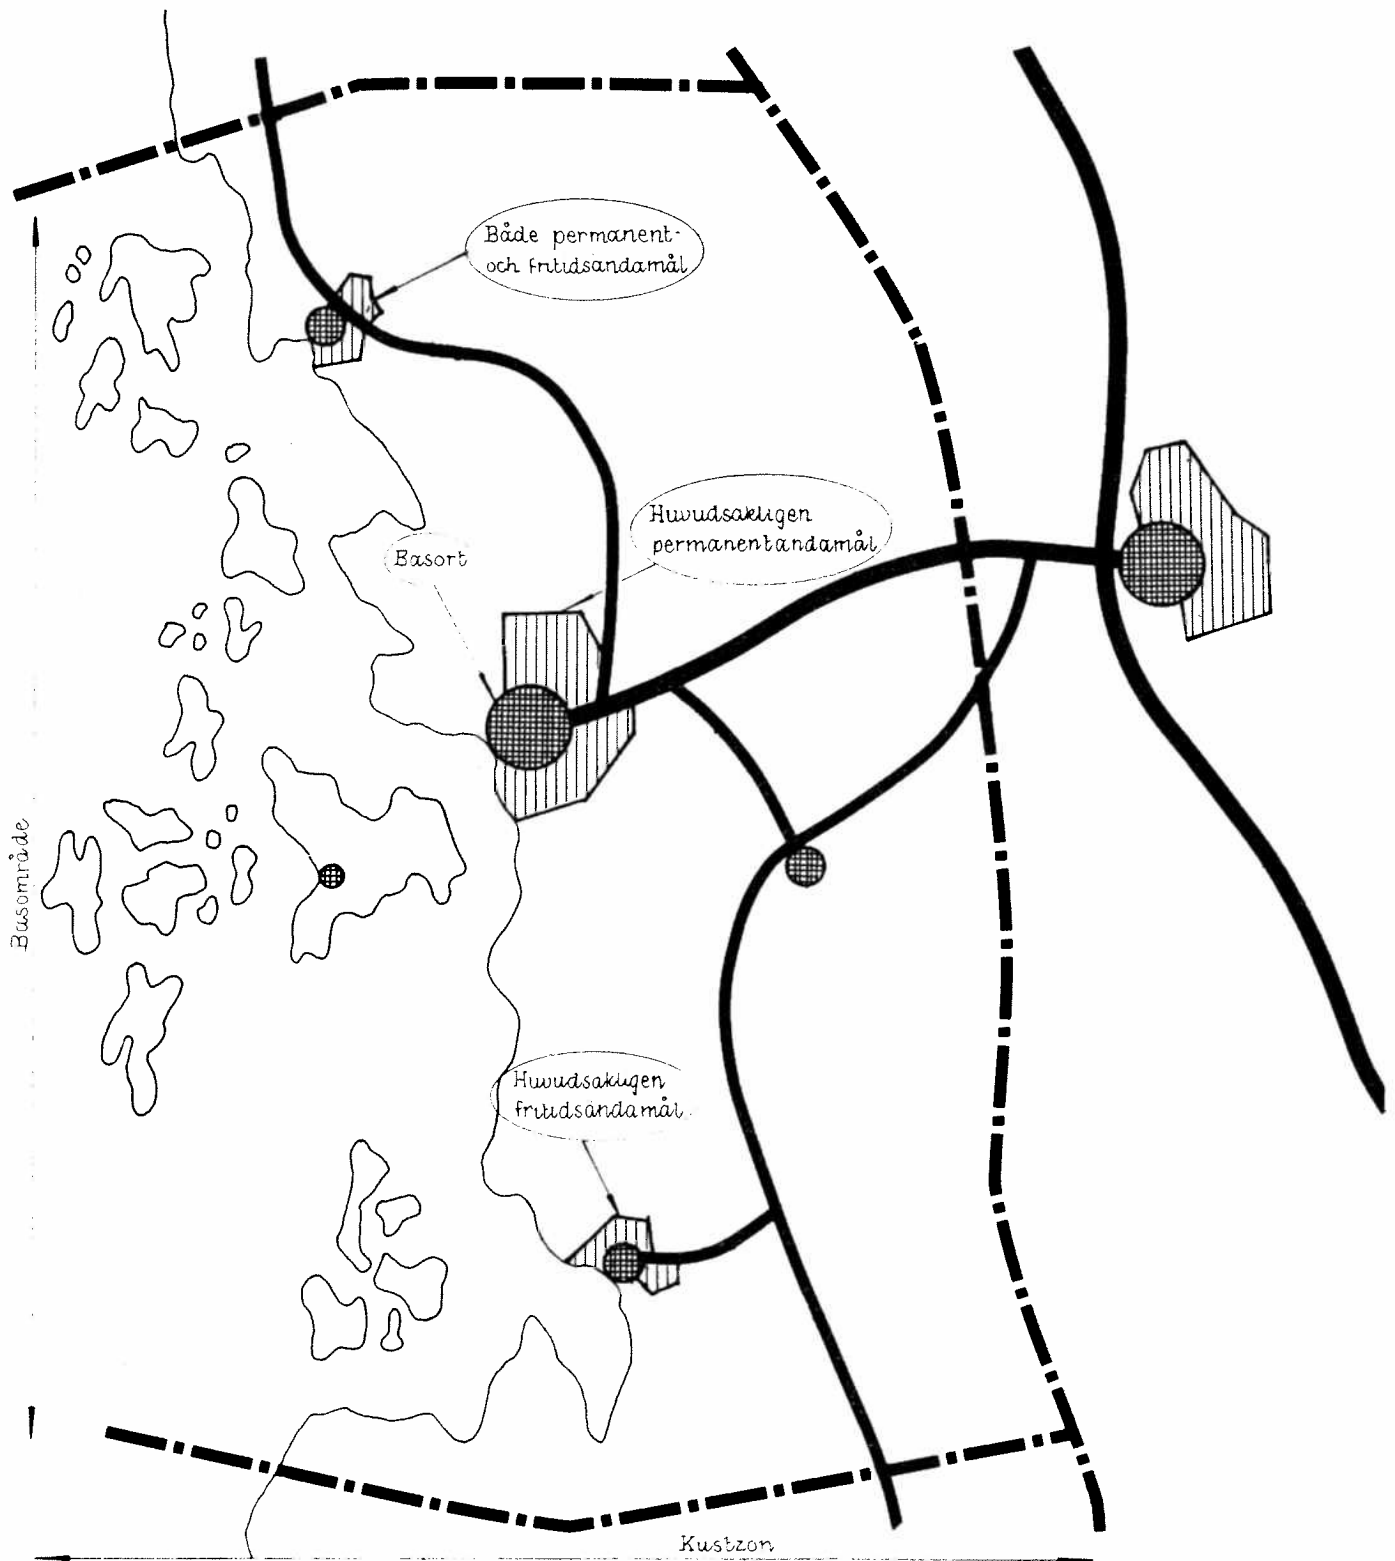 Både permanent-
och fritidsändamål
Huvudsakligen
permanentändamål
Basort
Basområde
Huvudsakligen
fritidsändamål
Kustzon